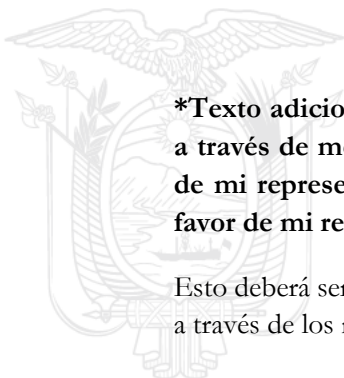 *Texto adicio
a través de m
de mi represe
favor de mi re
Esto deberá ser
a través de los